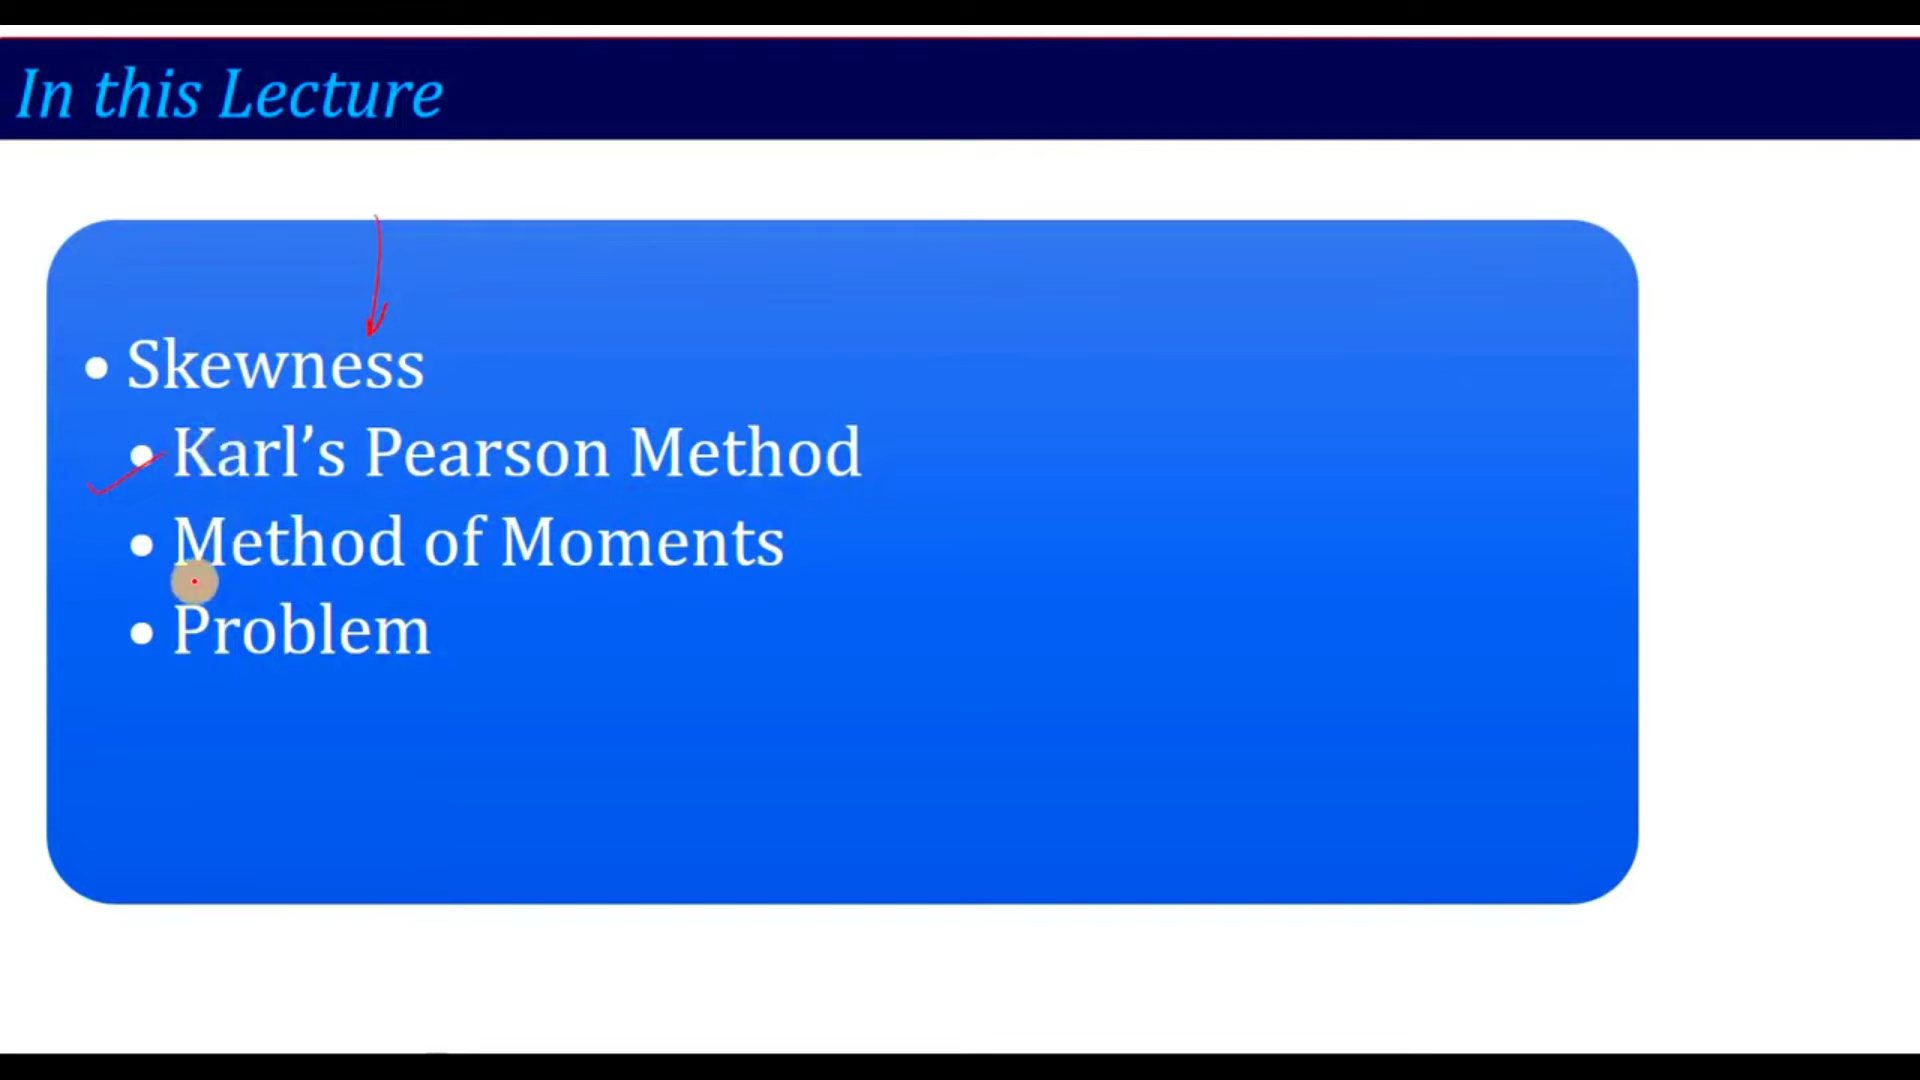 In this Lecture
• Skewness
• Karl’s Pearson Method
• Method of Moments
• Problem